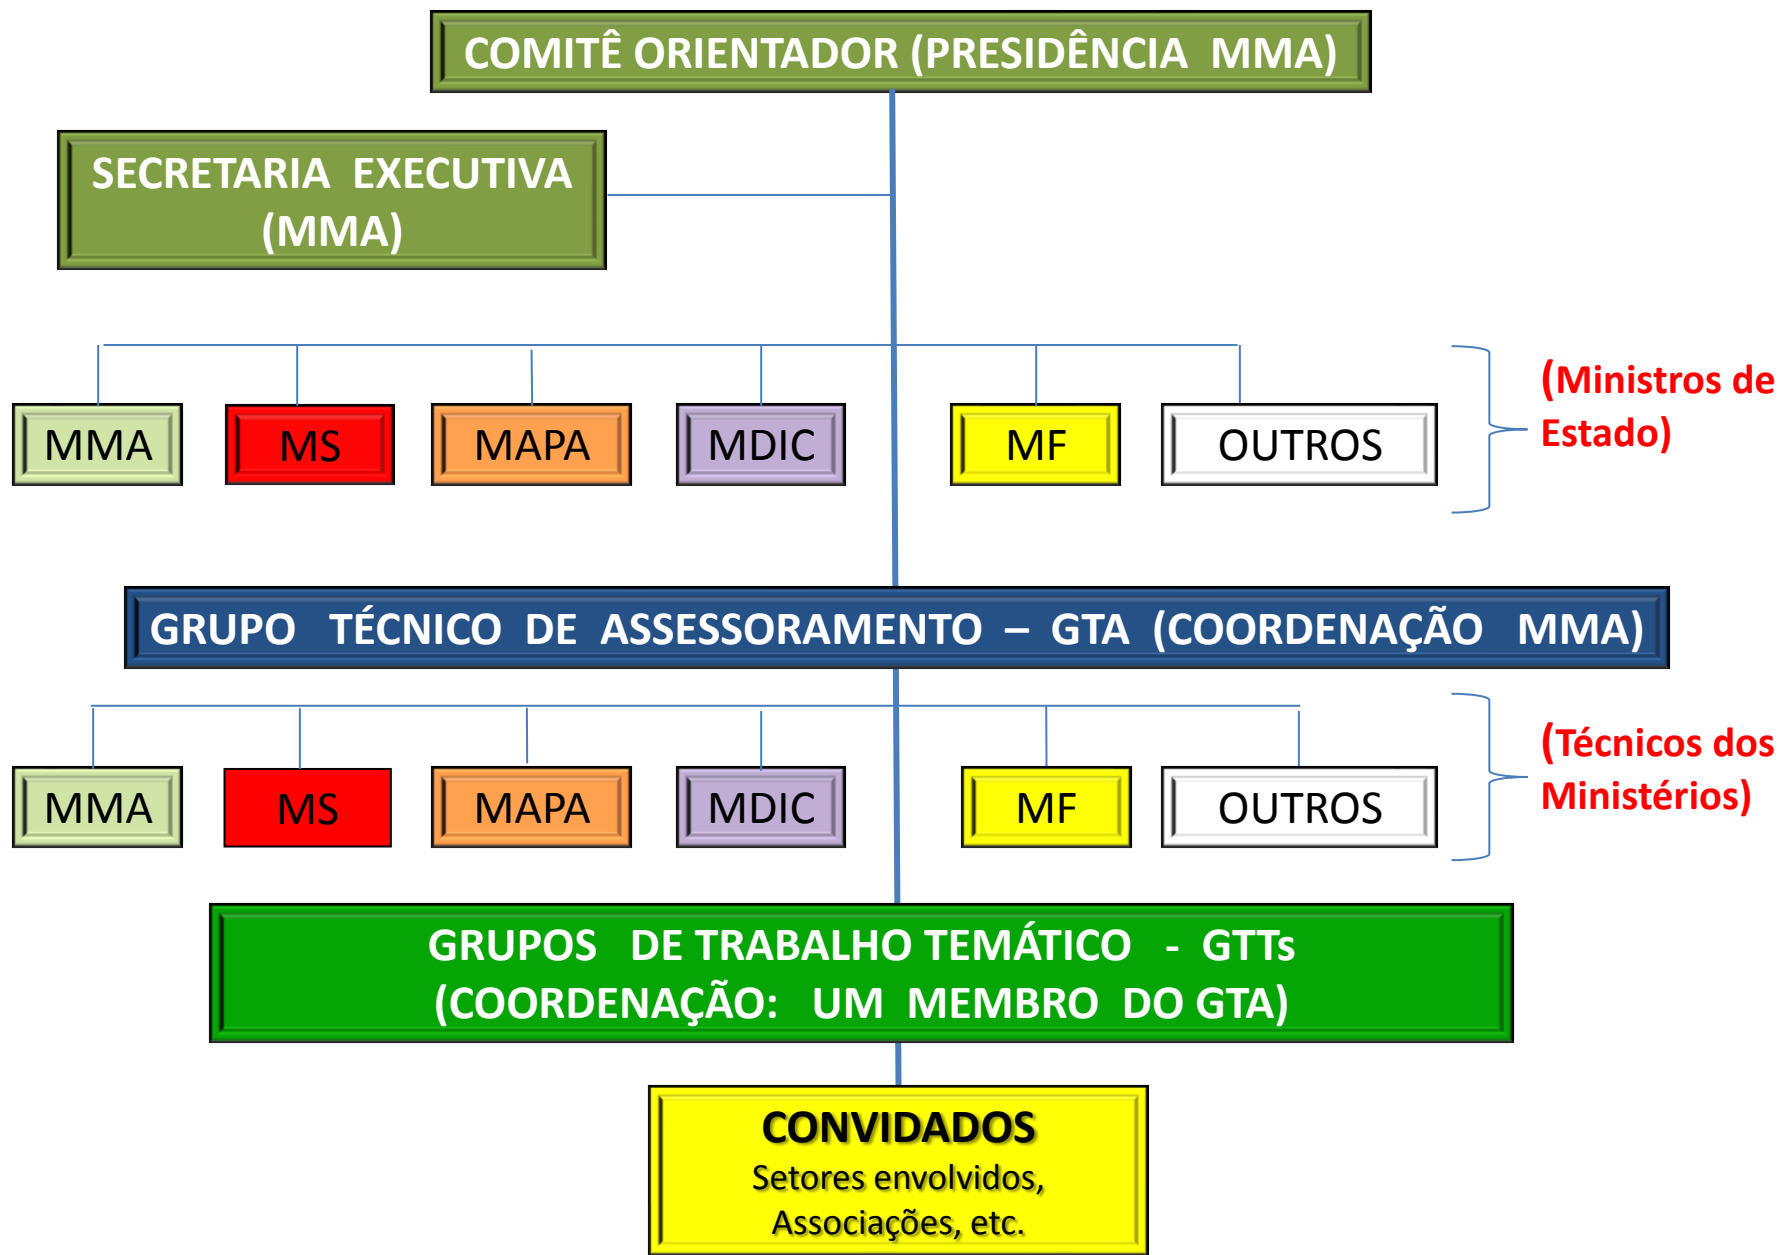 COMITÊ ORIENTADOR (PRESIDÊNCIA MMA)
SECRETARIA EXECUTIVA
(MMA)
MMA
MS
MAPA
MDIC
MF
OUTROS
(Ministros de
Estado)
GRUPO TÉCNICO DE ASSESSORAMENTO – GTA (COORDENAÇÃO MMA)
MMA
MS
MAPA
MDIC
MF
OUTROS
(Técnicos dos
Ministérios)
GRUPOS DE TRABALHO TEMÁTICO - GTTs
(COORDENAÇÃO: UM MEMBRO DO GTA)
CONVIDADOS
Setores envolvidos,
Associações, etc.